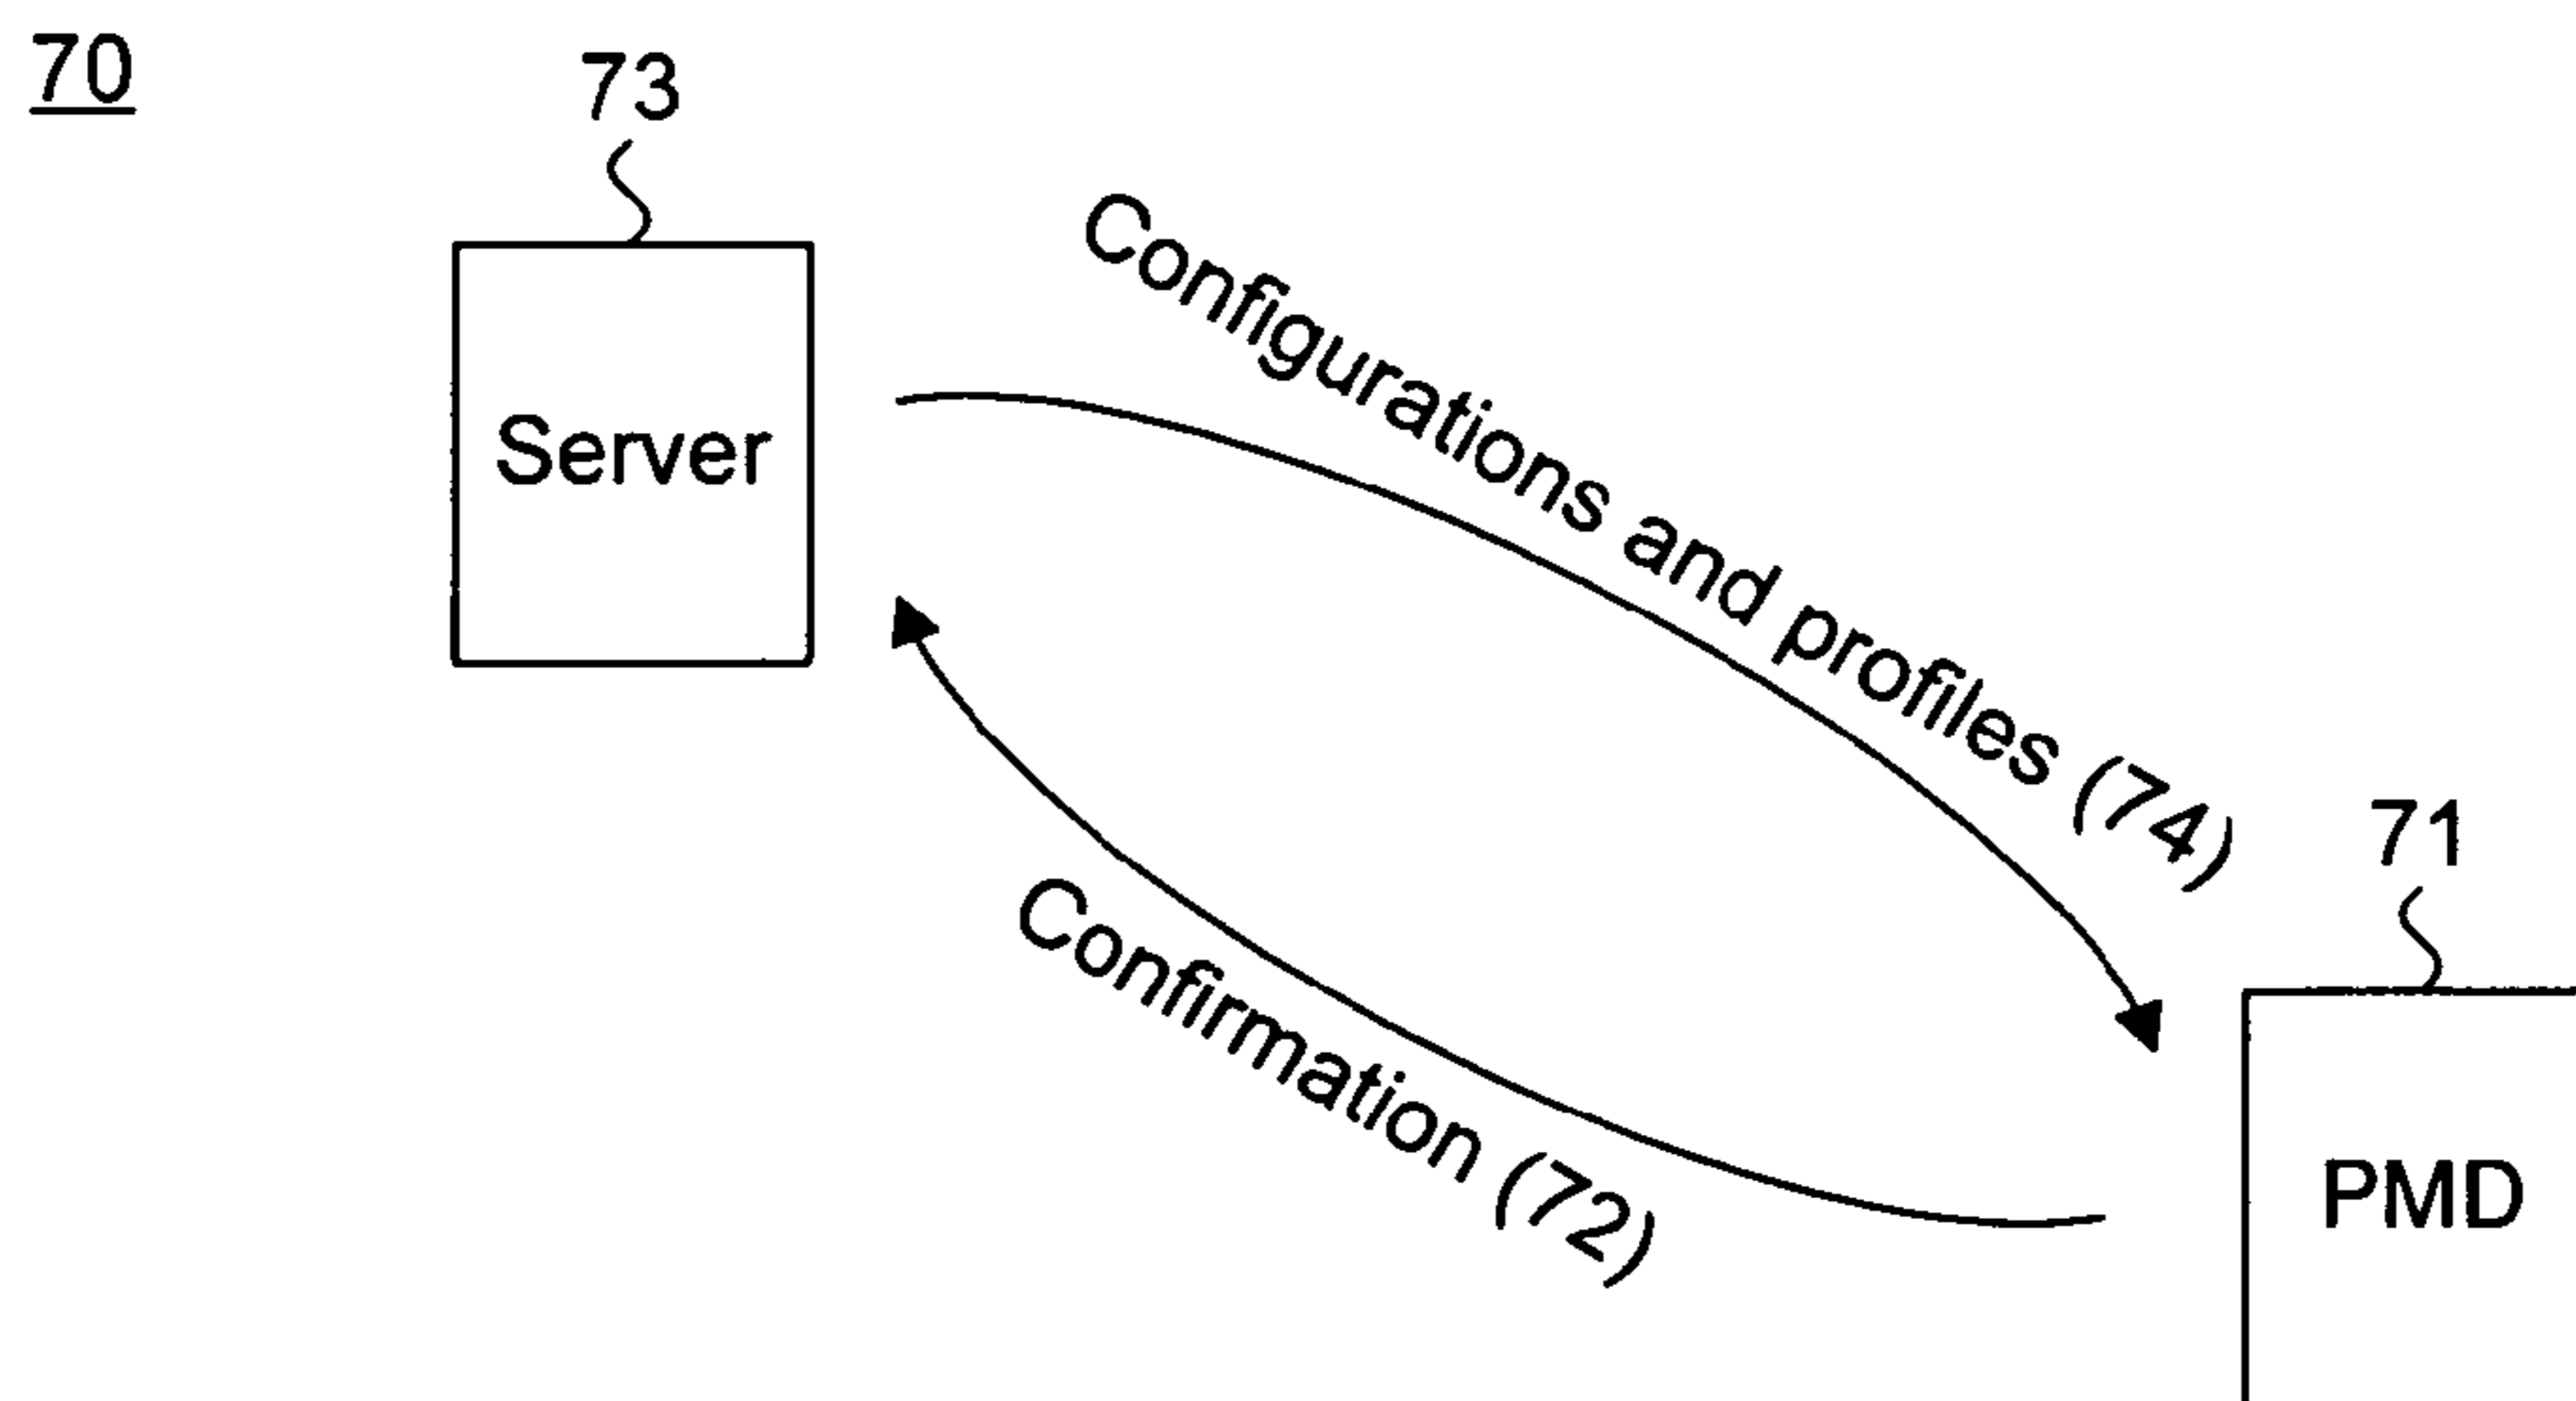 70
73
Server
Configurations and profiles (74)
Confirmation (72)
71
PMD